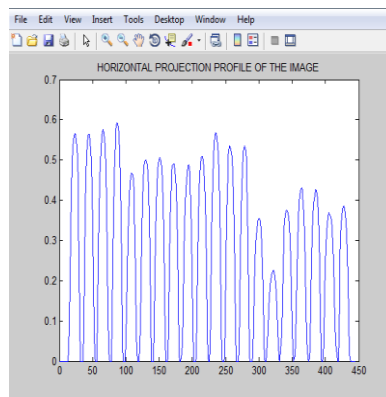 File Edit View Insert Tools Desktop Window Help
HORIZONTAL PROJECTION PROFILE OF THE IMAGE
0.7
0.6
0.5
0.4
0.3
0.2
0.1
0
0 50 100 150 200 250 300 350 400 450